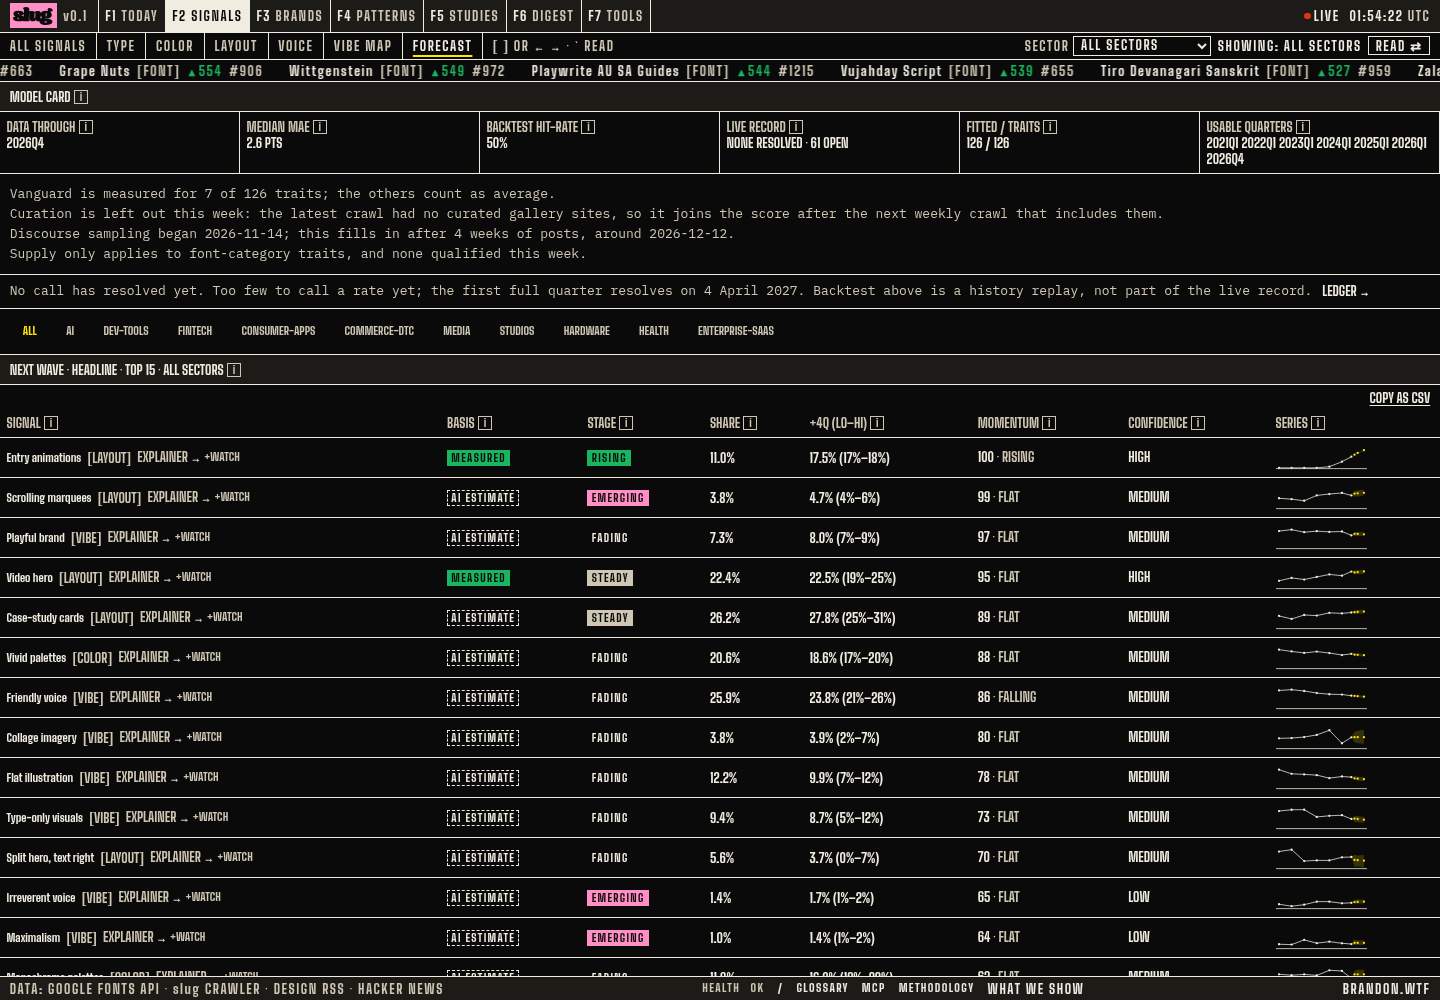 slug v0.1 F1 TODAY F2 SIGNALS F3 BRANDS F4 PATTERNS F5 STUDIES F6 DIGEST F7 TOOLS LIVE 01:54:22 UTC
ALL SIGNALS TYPE COLOR LAYOUT VOICE VIBE MAP FORECAST [ ] OR ← → · ` READ SECTOR ALL SECTORS SHOWING: ALL SECTORS READ ⇄
#663 Grape Nuts [FONT] ▲554 #906 Wittgenstein [FONT] ▲549 #972 Playwrite AU SA Guides [FONT] ▲544 #1215 Vujahday Script [FONT] ▲539 #655 Tiro Devanagari Sanskrit [FONT] ▲527 #959 Zala
MODEL CARD i
DATA THROUGH i MEDIAN MAE i BACKTEST HIT-RATE i LIVE RECORD i FITTED / TRAITS i USABLE QUARTERS i
2026Q4 2.6 PTS 50% NONE RESOLVED · 61 OPEN 126 / 126 2021Q1 2022Q1 2023Q1 2024Q1 2025Q1 2026Q1
2026Q4
Vanguard is measured for 7 of 126 traits; the others count as average.
Curation is left out this week: the latest crawl had no curated gallery sites, so it joins the score after the next weekly crawl that includes them.
Discourse sampling began 2026-11-14; this fills in after 4 weeks of posts, around 2026-12-12.
Supply only applies to font-category traits, and none qualified this week.
No call has resolved yet. Too few to call a rate yet; the first full quarter resolves on 4 April 2027. Backtest above is a history replay, not part of the live record. LEDGER →
ALL AI DEV-TOOLS FINTECH CONSUMER-APPS COMMERCE-DTC MEDIA STUDIOS HARDWARE HEALTH ENTERPRISE-SAAS
NEXT WAVE · HEADLINE · TOP 15 · ALL SECTORS i
COPY AS CSV
SIGNAL i BASIS i STAGE i SHARE i +4Q (LO–HI) i MOMENTUM i CONFIDENCE i SERIES i
Entry animations [LAYOUT] EXPLAINER → +WATCH MEASURED RISING 11.0% 17.5% (17%–18%) 100 · RISING HIGH
Scrolling marquees [LAYOUT] EXPLAINER → +WATCH AI ESTIMATE EMERGING 3.8% 4.7% (4%–6%) 99 · FLAT MEDIUM
Playful brand [VIBE] EXPLAINER → +WATCH AI ESTIMATE FADING 7.3% 8.0% (7%–9%) 97 · FLAT MEDIUM
Video hero [LAYOUT] EXPLAINER → +WATCH MEASURED STEADY 22.4% 22.5% (19%–25%) 95 · FLAT HIGH
Case-study cards [LAYOUT] EXPLAINER → +WATCH AI ESTIMATE STEADY 26.2% 27.8% (25%–31%) 89 · FLAT MEDIUM
Vivid palettes [COLOR] EXPLAINER → +WATCH AI ESTIMATE FADING 20.6% 18.6% (17%–20%) 88 · FLAT MEDIUM
Friendly voice [VIBE] EXPLAINER → +WATCH AI ESTIMATE FADING 25.9% 23.8% (21%–26%) 86 · FALLING MEDIUM
Collage imagery [VIBE] EXPLAINER → +WATCH AI ESTIMATE FADING 3.8% 3.9% (2%–7%) 80 · FLAT MEDIUM
Flat illustration [VIBE] EXPLAINER → +WATCH AI ESTIMATE FADING 12.2% 9.9% (7%–12%) 78 · FLAT MEDIUM
Type-only visuals [VIBE] EXPLAINER → +WATCH AI ESTIMATE FADING 9.4% 8.7% (5%–12%) 73 · FLAT MEDIUM
Split hero, text right [LAYOUT] EXPLAINER → +WATCH AI ESTIMATE FADING 5.6% 3.7% (0%–7%) 70 · FLAT MEDIUM
Irreverent voice [VIBE] EXPLAINER → +WATCH AI ESTIMATE EMERGING 1.4% 1.7% (1%–2%) 65 · FLAT LOW
Maximalism [VIBE] EXPLAINER → +WATCH AI ESTIMATE EMERGING 1.0% 1.4% (1%–2%) 64 · FLAT LOW
DATA: GOOGLE FONTS API · slug CRAWLER · DESIGN RSS · HACKER NEWS HEALTH OK / GLOSSARY MCP METHODOLOGY WHAT WE SHOW BRANDON.WTF